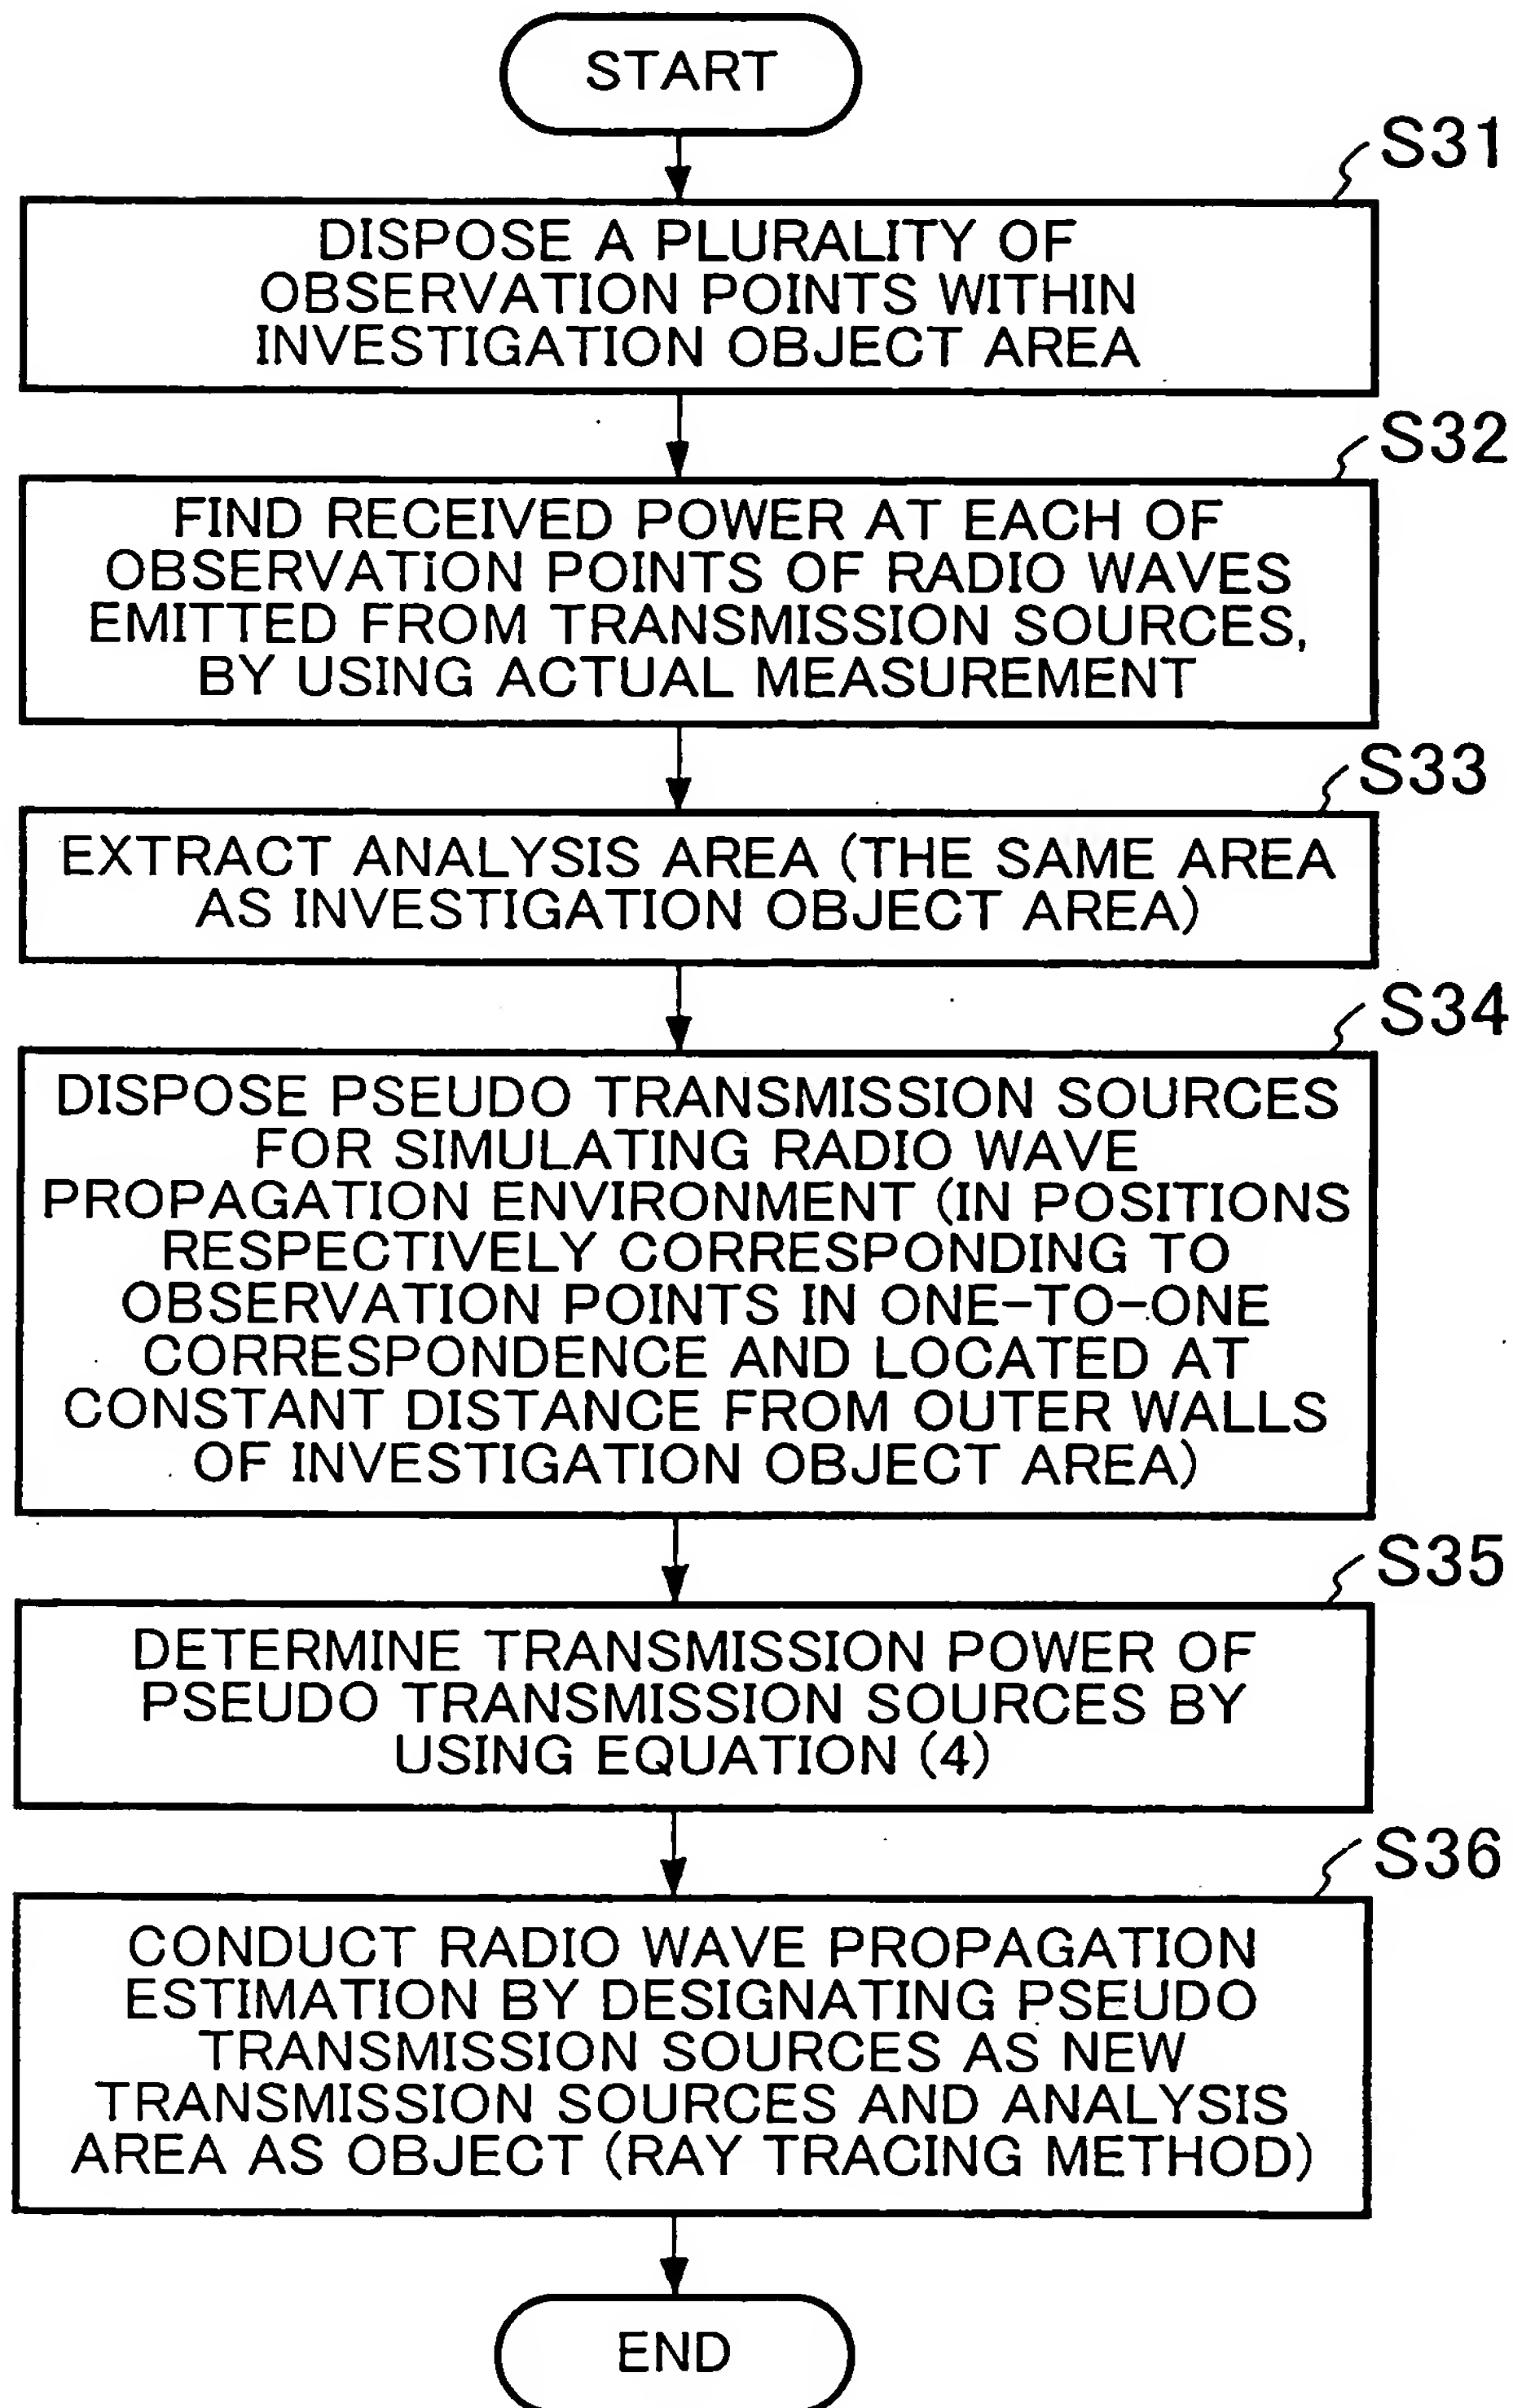 START
S31
DISPOSE A PLURALITY OF
OBSERVATION POINTS WITHIN
INVESTIGATION OBJECT AREA
S32
FIND RECEIVED POWER AT EACH OF
OBSERVATION POINTS OF RADIO WAVES
EMITTED FROM TRANSMISSION SOURCES,
BY USING ACTUAL MEASUREMENT
S33
EXTRACT ANALYSIS AREA (THE SAME AREA
AS INVESTIGATION OBJECT AREA)
S34
DISPOSE PSEUDO TRANSMISSION SOURCES
FOR SIMULATING RADIO WAVE
PROPAGATION ENVIRONMENT (IN POSITIONS
RESPECTIVELY CORRESPONDING TO
OBSERVATION POINTS IN ONE-TO-ONE
CORRESPONDENCE AND LOCATED AT
CONSTANT DISTANCE FROM OUTER WALLS
OF INVESTIGATION OBJECT AREA)
S35
DETERMINE TRANSMISSION POWER OF
PSEUDO TRANSMISSION SOURCES BY
USING EQUATION (4)
S36
CONDUCT RADIO WAVE PROPAGATION
ESTIMATION BY DESIGNATING PSEUDO
TRANSMISSION SOURCES AS NEW
TRANSMISSION SOURCES AND ANALYSIS
AREA AS OBJECT (RAY TRACING METHOD)
END